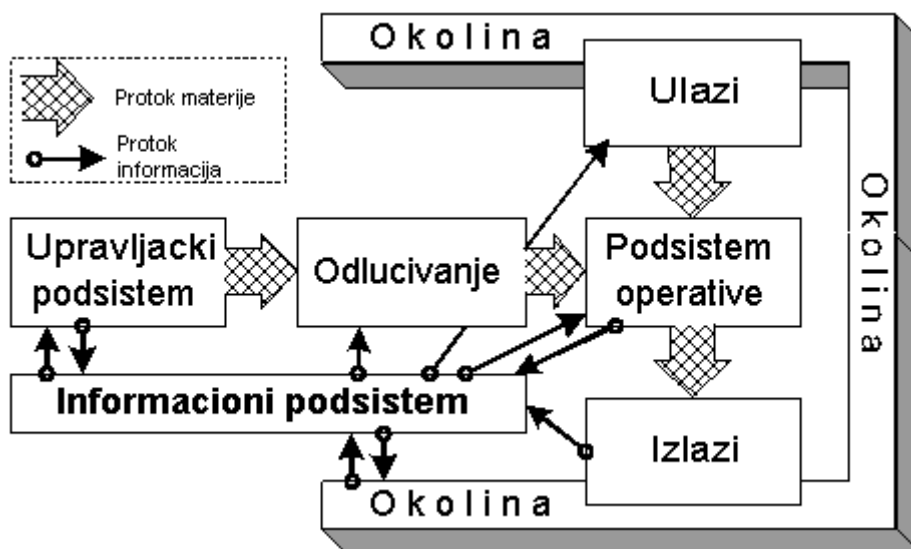 Okolina
Ulazi
Protok materije
Protok
informacija
Okolina
Upravljacki
podsistem
Odlucivanje
Podsistem
operative
Informacioni podsistem
Izlazi
Okolina